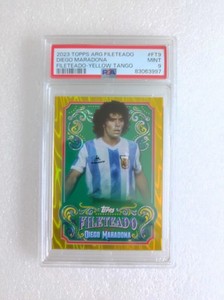 2023 TOPPS ARG FILETEADO #FT9
DIEGO MARADONA MINT
FILETEADO-YELLOW TANGO 9
PSA 83063997
Topps
FILETEADO
DIEGO MARADONA